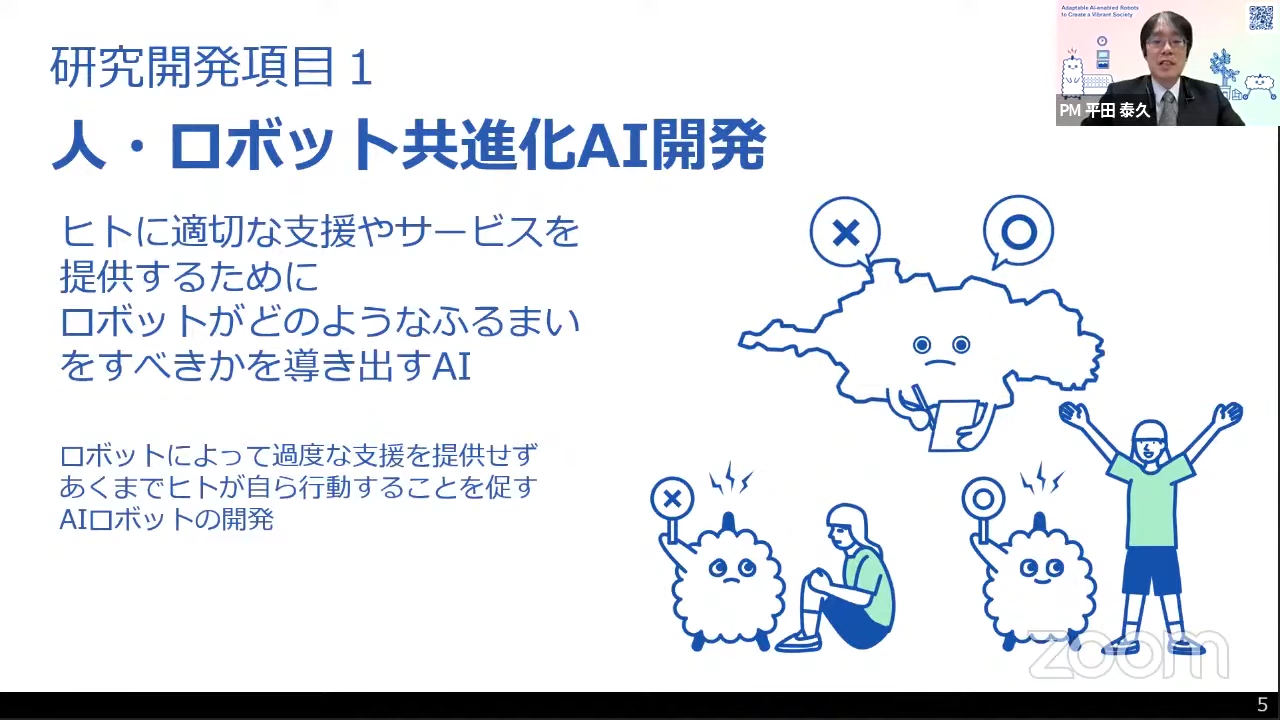 研究開発項目１
人・ロボット共進化AI開発
ヒトに適切な支援やサービスを
提供するために
ロボットがどのようなふるまい
をすべきかを導き出すAI
ロボットによって過度な支援を提供せず
あくまでヒトが自ら行動することを促す
AIロボットの開発
Adaptable AI-enabled Robots
to Create a Vibrant Society
PM 平田 泰久
zoom
5